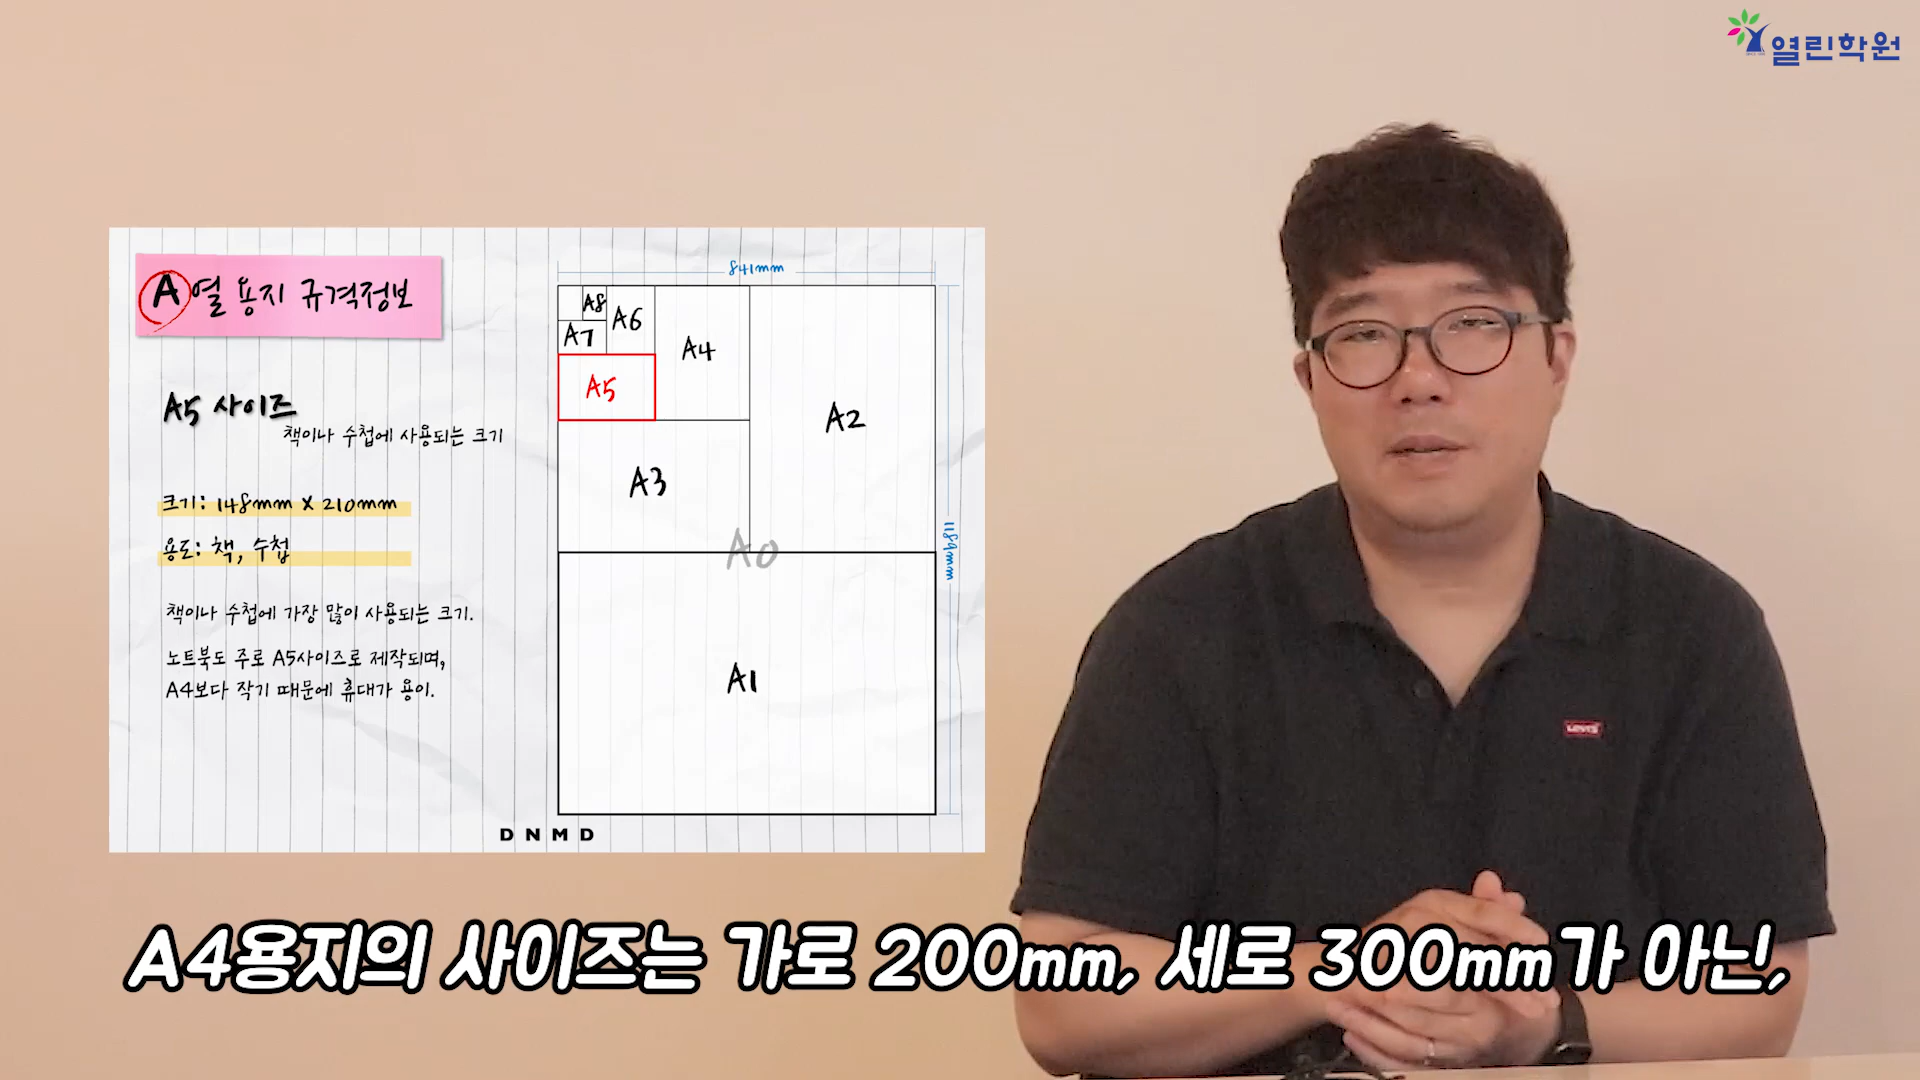 열린학원
A열 용지 규격정보
A5 사이즈
책이나 수첩에 사용되는 크기
크기: 148mm x 210mm
용도: 책, 수첩
책이나 수첩에 가장 많이 사용되는 크기.
노트북도 주로 A5사이즈로 제작되며,
A4보다 작기 때문에 휴대가 용이.
841mm
A8
A7
A6
A4
A5
A2
A3
A0
1189mm
A1
DNMD
Levi's
A4용지의 사이즈는 가로 200mm, 세로 300mm가 아닌,